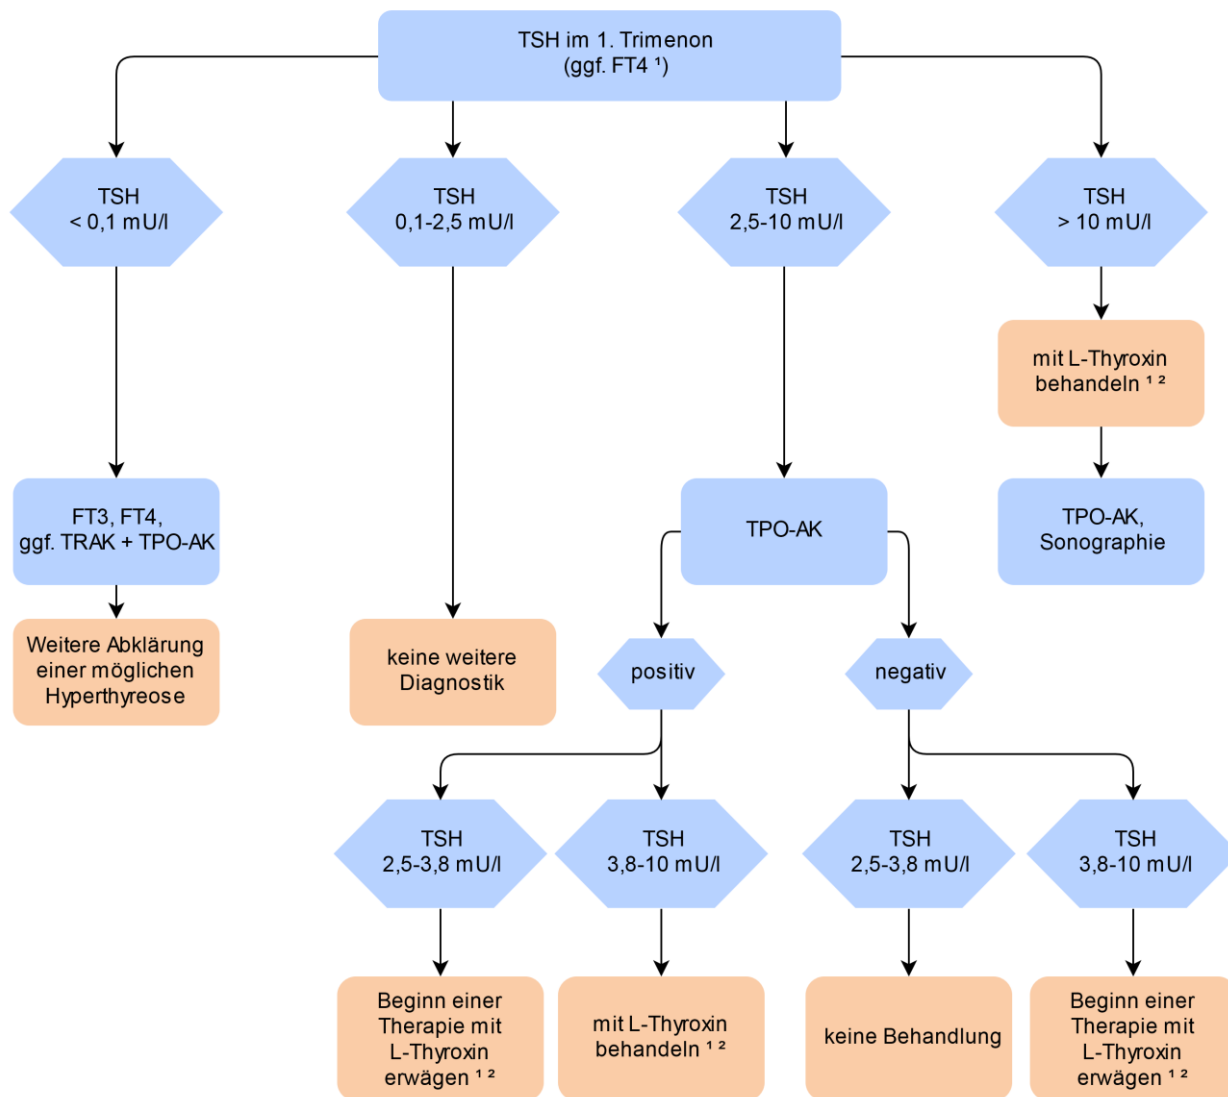 TSH im 1. Trimenon
(ggf. FT4 ¹)
TSH
< 0,1 mU/l
TSH
0,1-2,5 mU/l
TSH
2,5-10 mU/l
TSH
> 10 mU/l
mit L-Thyroxin
behandeln ¹ ²
FT3, FT4,
ggf. TRAK + TPO-AK
TPO-AK
TPO-AK,
Sonographie
Weitere Abklärung
einer möglichen
Hyperthyreose
keine weitere
Diagnostik
positiv
negativ
TSH
2,5-3,8 mU/l
TSH
3,8-10 mU/l
TSH
2,5-3,8 mU/l
TSH
3,8-10 mU/l
Beginn einer
Therapie mit
L-Thyroxin
erwägen ¹ ²
mit L-Thyroxin
behandeln ¹ ²
keine Behandlung
Beginn einer
Therapie mit
L-Thyroxin
erwägen ¹ ²